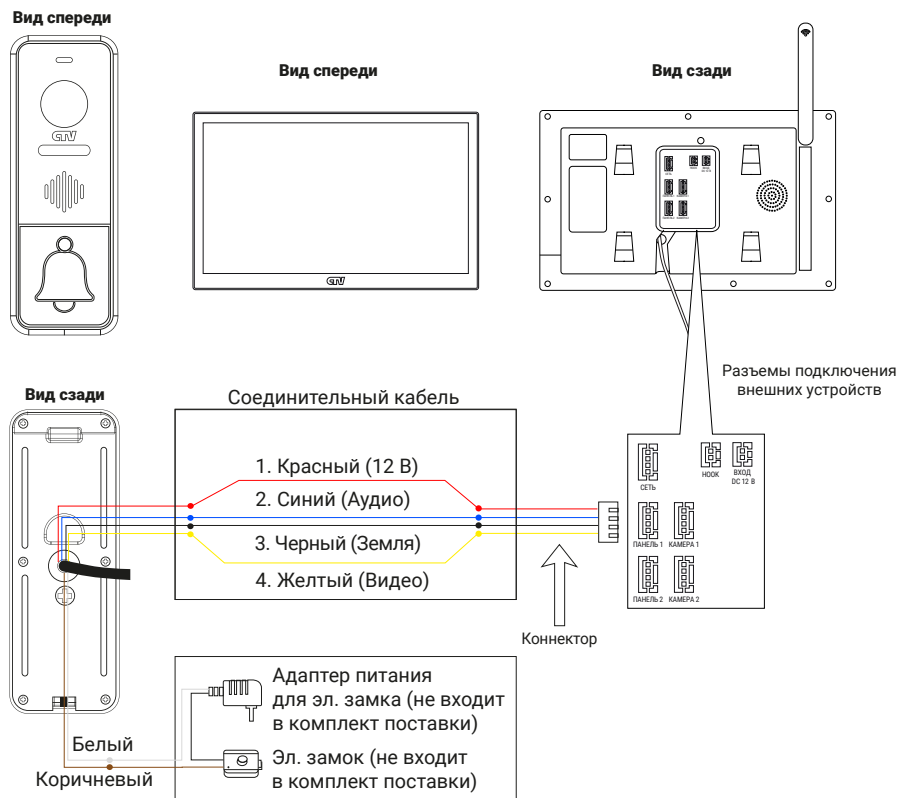 Вид спереди
CTV
Вид спереди
CTV
Вид сзади
Разъемы подключения
внешних устройств
Вид сзади
Соединительный кабель
1. Красный (12 В)
2. Синий (Аудио)
3. Черный (Земля)
4. Желтый (Видео)
Коннектор
СЕТЬ
HOOK
ВХОД
DC 12 В
ПАНЕЛЬ 1
КАМЕРА 1
ПАНЕЛЬ 2
КАМЕРА 2
Адаптер питания
для эл. замка (не входит
в комплект поставки)
Белый
Коричневый
Эл. замок (не входит
в комплект поставки)